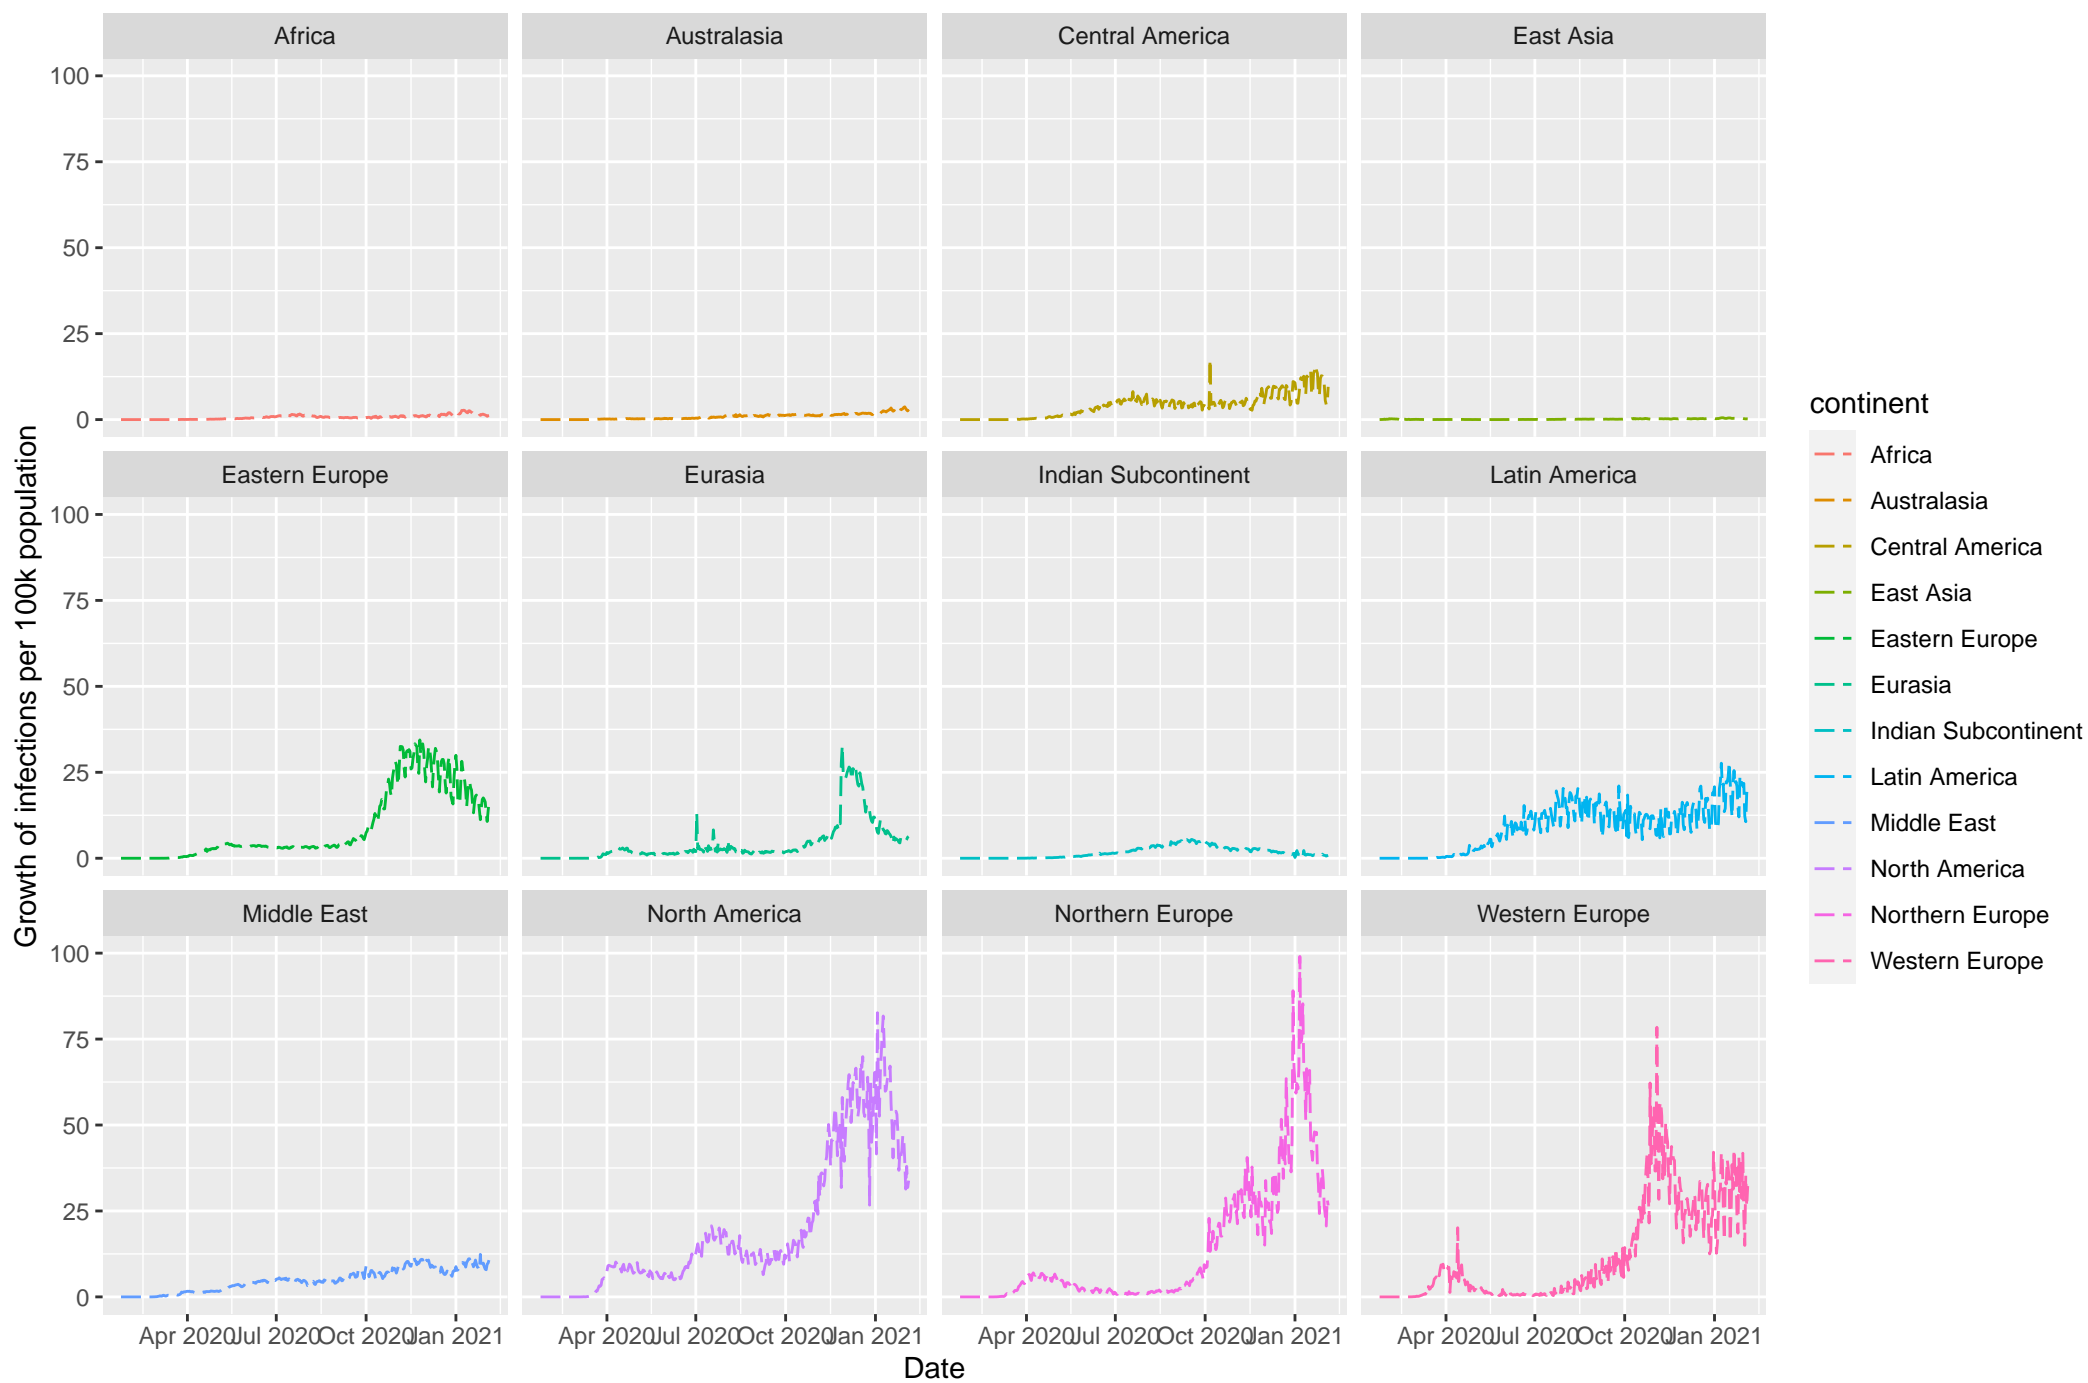 Africa
Australasia
Central America
East Asia
100
75
50
25
0
Eastern Europe
Eurasia
Indian Subcontinent
Latin America
100
75
50
25
0
Middle East
North America
Northern Europe
Western Europe
100
75
50
25
0
Apr 2020 Jul 2020 Oct 2020 Jan 2021
Apr 2020 Jul 2020 Oct 2020 Jan 2021
Apr 2020 Jul 2020 Oct 2020 Jan 2021
Apr 2020 Jul 2020 Oct 2020 Jan 2021
Date
Growth of infections per 100k population
continent
Africa
Australasia
Central America
East Asia
Eastern Europe
Eurasia
Indian Subcontinent
Latin America
Middle East
North America
Northern Europe
Western Europe